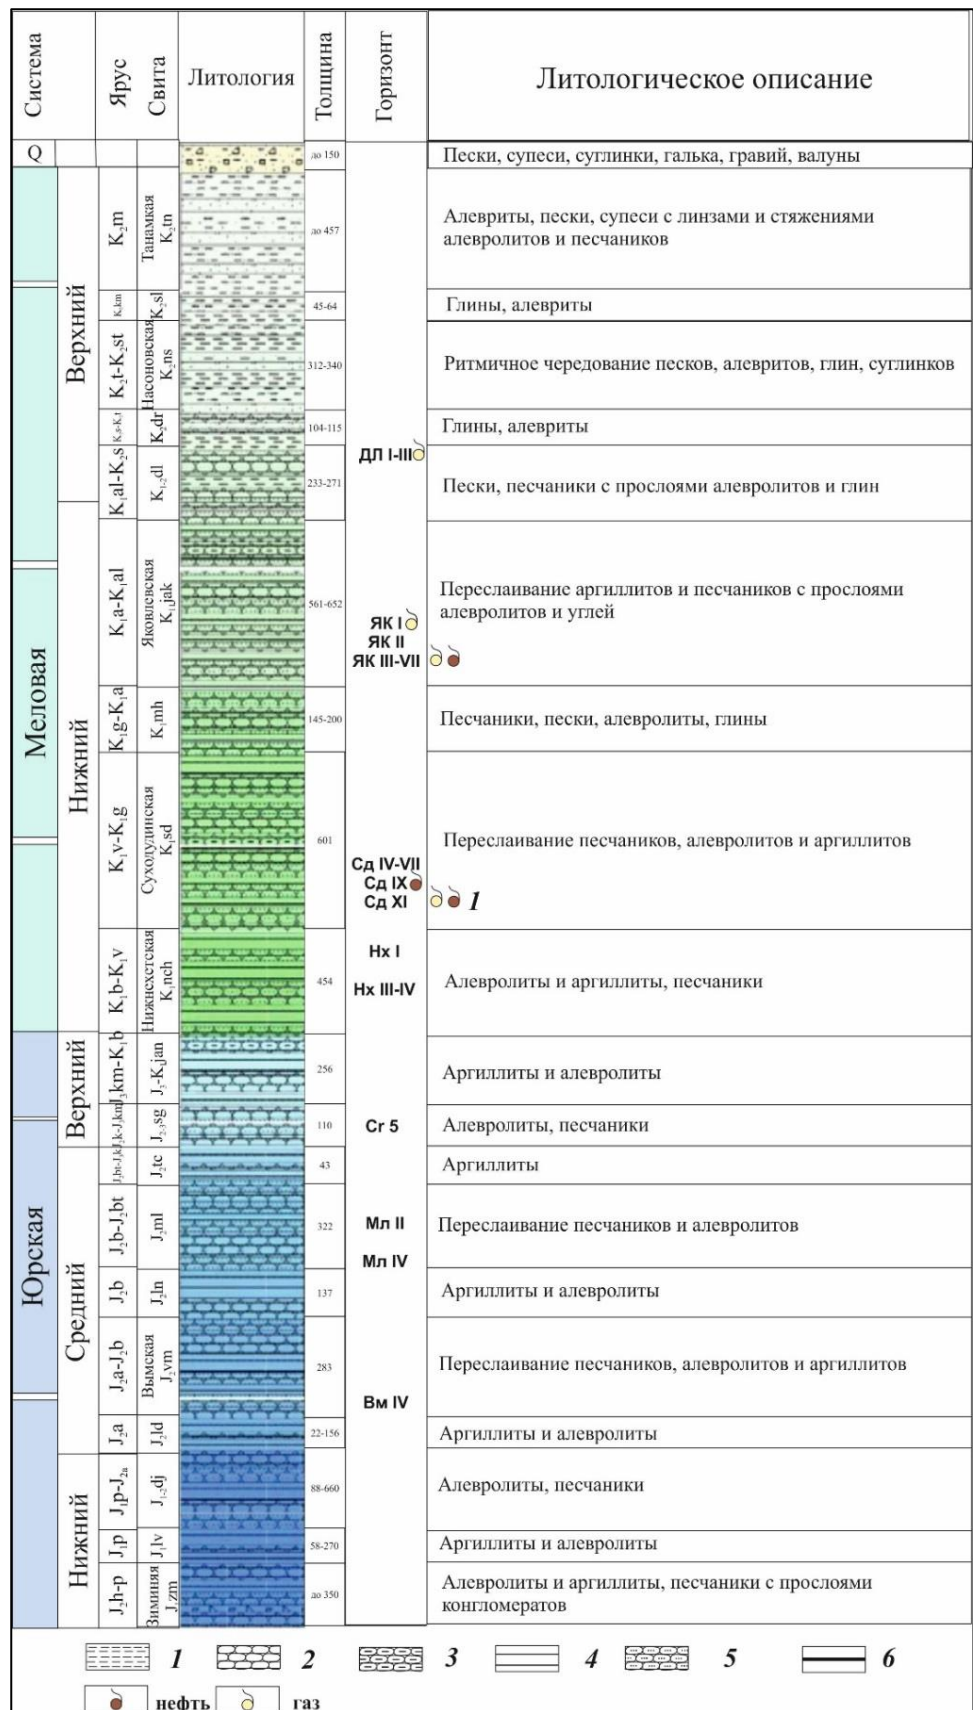 Система
Ярус
Свита
Литология
Толщина
Горизонт
Литологическое описание
Q
до 150
Пески, супеси, суглинки, галька, гравий, валуны
Меловая
Верхний
K₂m
Танамкая
K₂tn
до 457
Алевриты, пески, супеси с линзами и стяжениями
алевролитов и песчаников
K₂km
K₂sl
45-64
Глины, алевриты
K₂t-K₂st
Насоновская
K₂ns
312-340
Ритмичное чередование песков, алевритов, глин, суглинков
K₂dr
104-115
Глины, алевриты
K₁al-K₂s
K₁₋₂dl
233-271
ДЛ I-III
Пески, песчаники с прослоями алевролитов и глин
Нижний
K₁a-K₁al
Яковлевская
K₁jak
561-652
ЯК I
ЯК II
ЯК III-VII
Переслаивание аргиллитов и песчаников с прослоями
алевролитов и углей
K₁g-K₁a
K₁mh
145-200
Песчаники, пески, алевролиты, глины
K₁v-K₁g
Суходудинская
K₁sd
601
Сд IV-VII
Сд IX
Сд XI
1
Переслаивание песчаников, алевролитов и аргиллитов
K₁b-K₁v
Нижнехетская
K₁nch
454
Нх I
Нх III-IV
Алевролиты и аргиллиты, песчаники
Юрская
Верхний
J₃km-K₁b
J₃-K₁jan
256
Аргиллиты и алевролиты
J₂k-J₃km
J₂₋₃sg
110
Сг 5
Алевролиты, песчаники
Средний
J₂tc
43
Аргиллиты
J₂b-J₂bt
J₂ml
322
Мл II
Мл IV
Переслаивание песчаников и алевролитов
J₂b
J₂ln
137
Аргиллиты и алевролиты
J₂a-J₂b
Вымская
J₂vm
283
Вм IV
Переслаивание песчаников, алевролитов и аргиллитов
J₂a
J₂ld
22-156
Аргиллиты и алевролиты
Нижний
J₁p-J₂a
J₁₋₂dj
88-660
Алевролиты, песчаники
J₁p
J₁lv
58-270
Аргиллиты и алевролиты
J₂h-p
Зимняя
J₁zm
до 350
Алевролиты и аргиллиты, песчаники с прослоями
конгломератов
1
2
3
4
5
6
нефть
газ